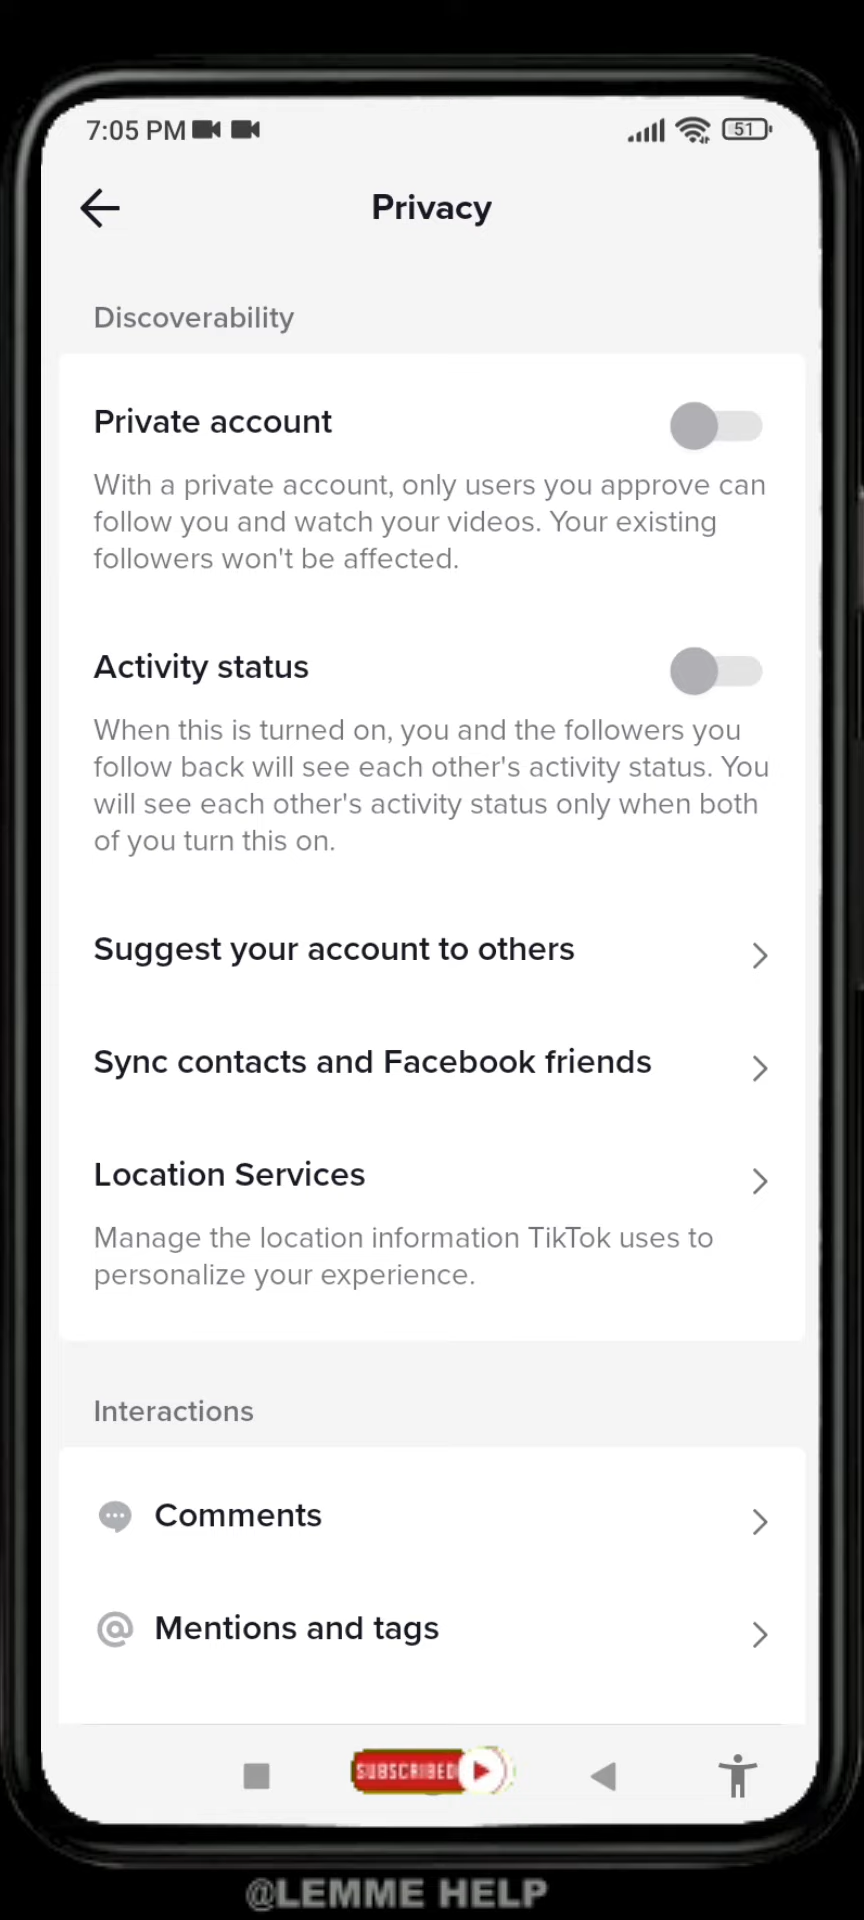 7:05 PM
51
Privacy
Discoverability
Private account
With a private account, only users you approve can
follow you and watch your videos. Your existing
followers won't be affected.
Activity status
When this is turned on, you and the followers you
follow back will see each other's activity status. You
will see each other's activity status only when both
of you turn this on.
Suggest your account to others
Sync contacts and Facebook friends
Location Services
Manage the location information TikTok uses to
personalize your experience.
Interactions
Comments
Mentions and tags
SUBSCRIBED
@LEMME HELP